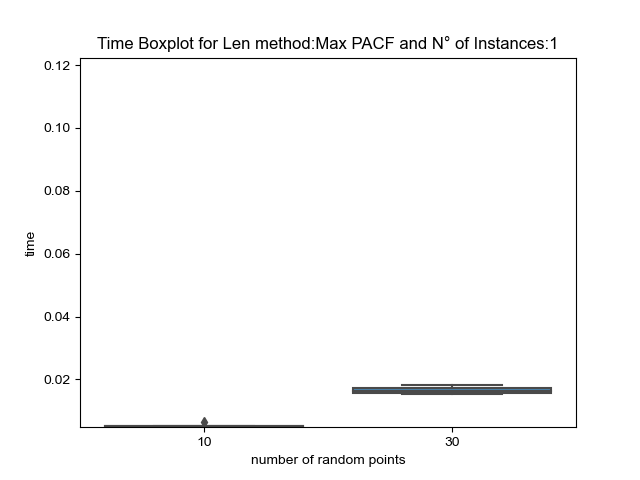 Time Boxplot for Len method:Max PACF and N° of Instances:1
0.12
0.10
0.08
0.06
0.04
0.02
time
10 30
number of random points